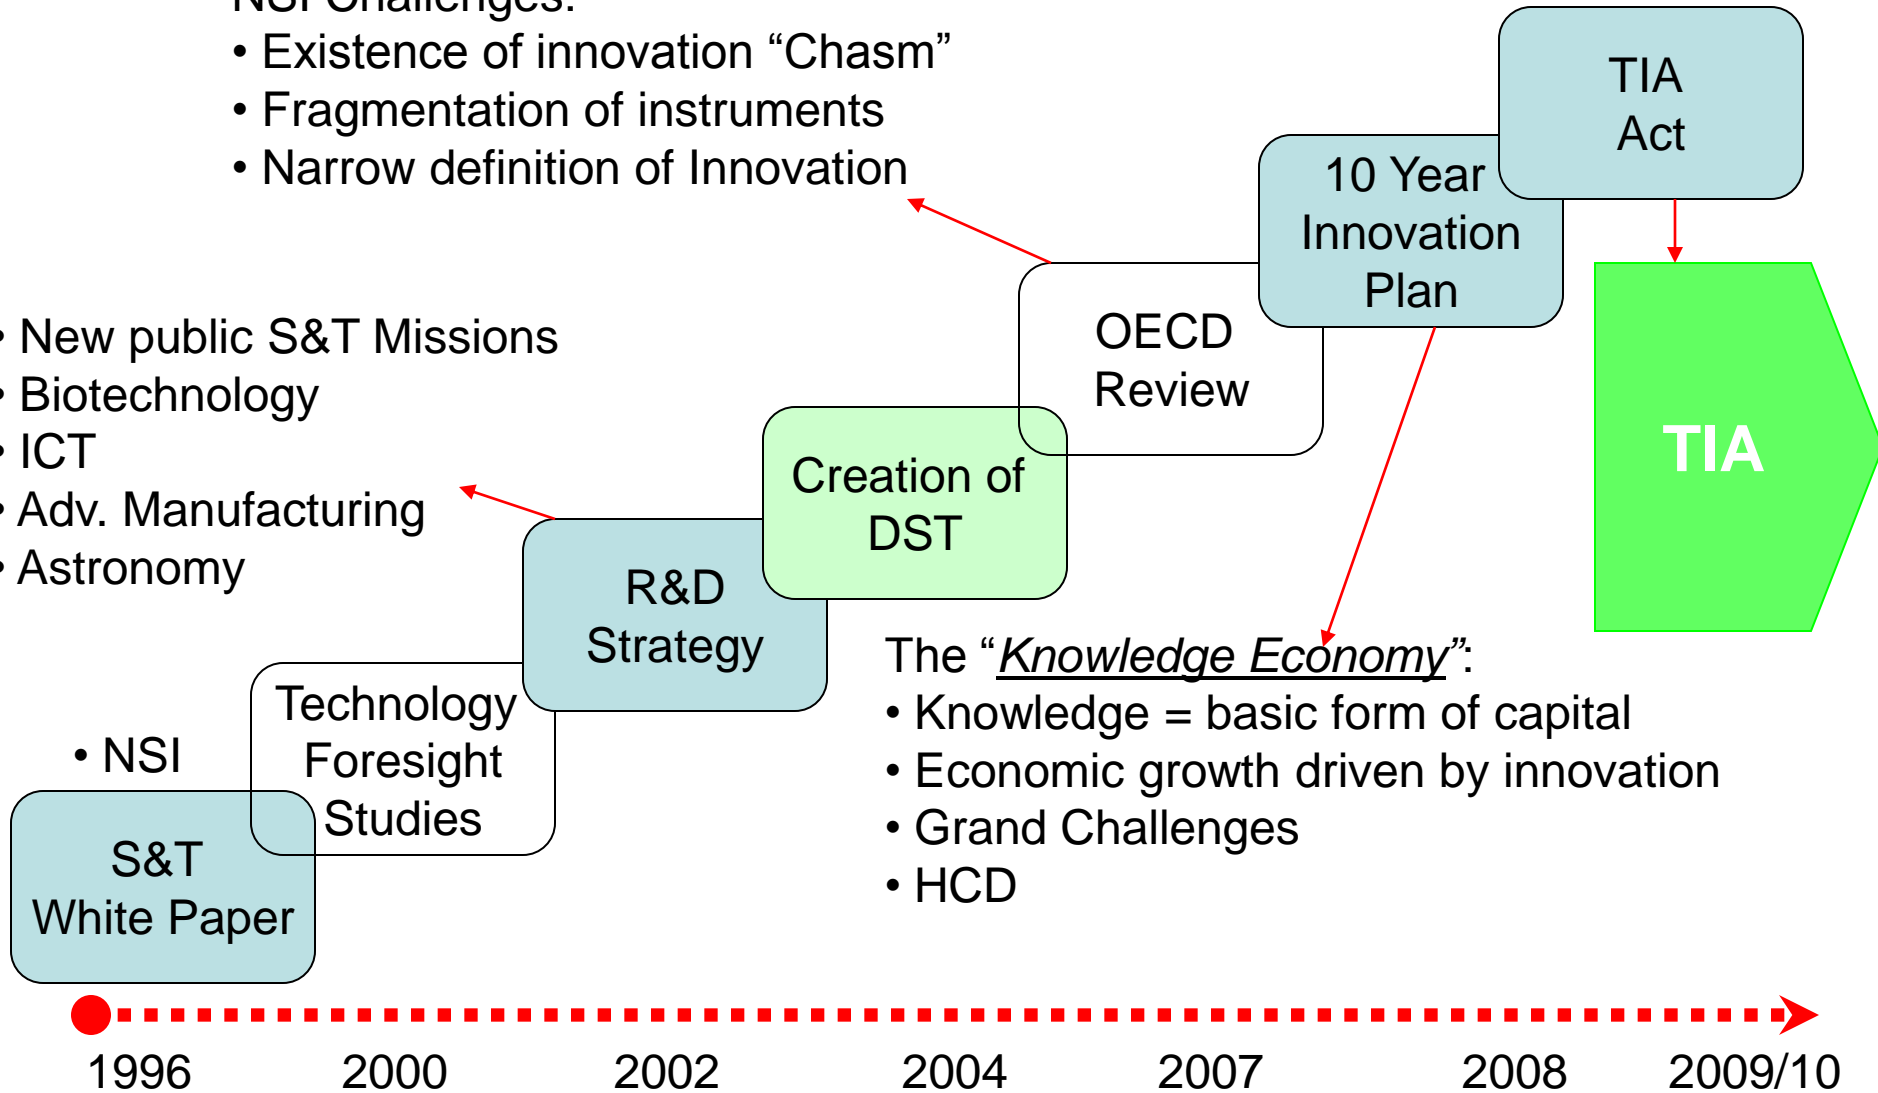 NSI Challenges:
• Existence of innovation “Chasm”
• Fragmentation of instruments
• Narrow definition of Innovation
TIA
Act
10 Year
Innovation
Plan
OECD
Review
TIA
• New public S&T Missions
• Biotechnology
• ICT
• Adv. Manufacturing
• Astronomy
Creation of
DST
R&D
Strategy
The “Knowledge Economy”:
• Knowledge = basic form of capital
• Economic growth driven by innovation
• Grand Challenges
• HCD
Technology
Foresight
Studies
• NSI
S&T
White Paper
1996 2000 2002 2004 2007 2008 2009/10